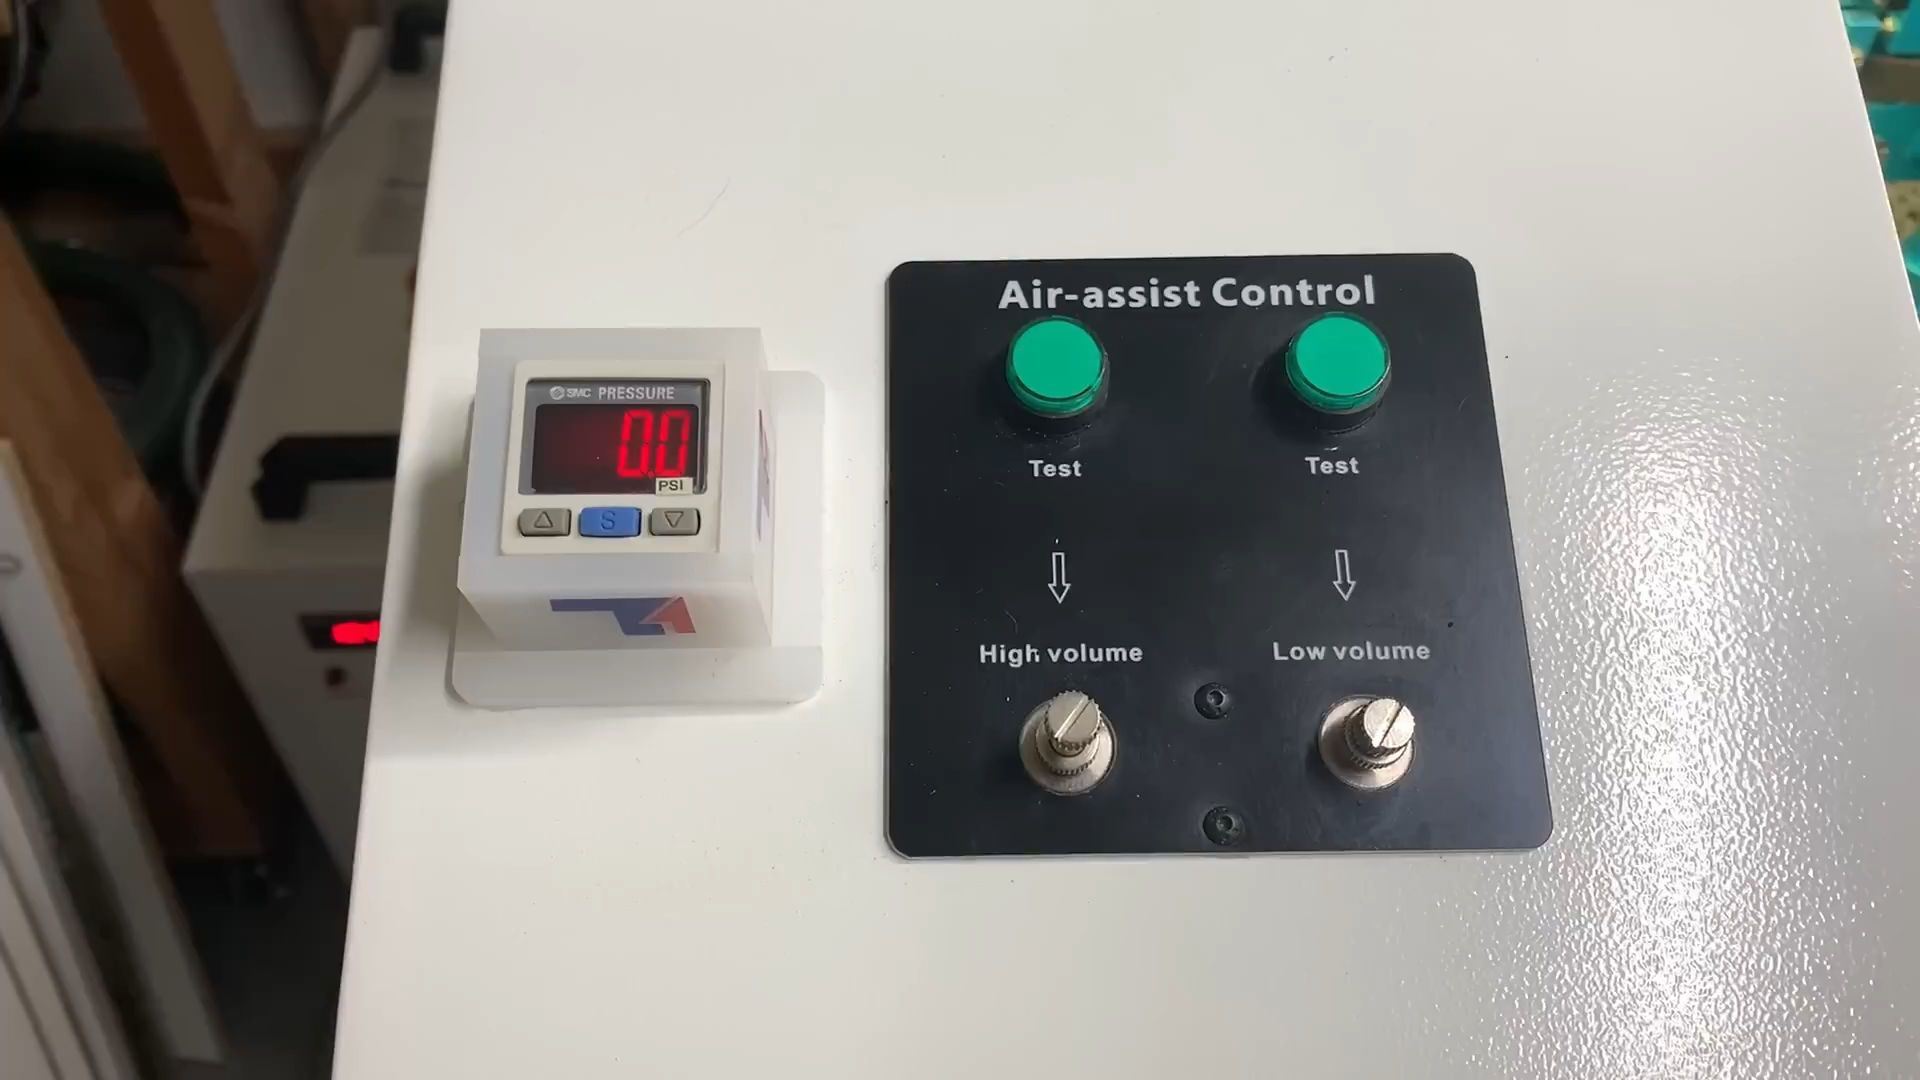 SMC PRESSURE
0.0
PSI
S
Air-assist Control
Test Test
High volume Low volume